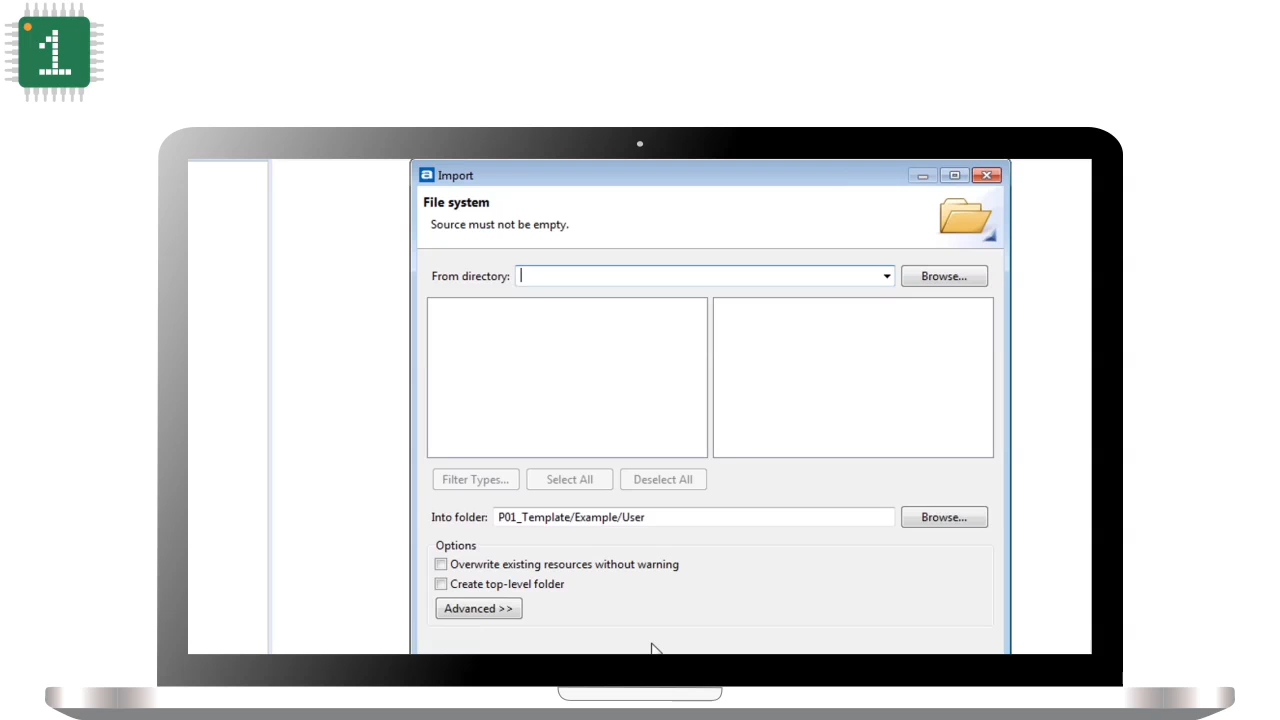 1
a Import
File system
Source must not be empty.
From directory: Browse...
Filter Types... Select All Deselect All
Into folder: P01_Template/Example/User Browse...
Options
Overwrite existing resources without warning
Create top-level folder
Advanced >>